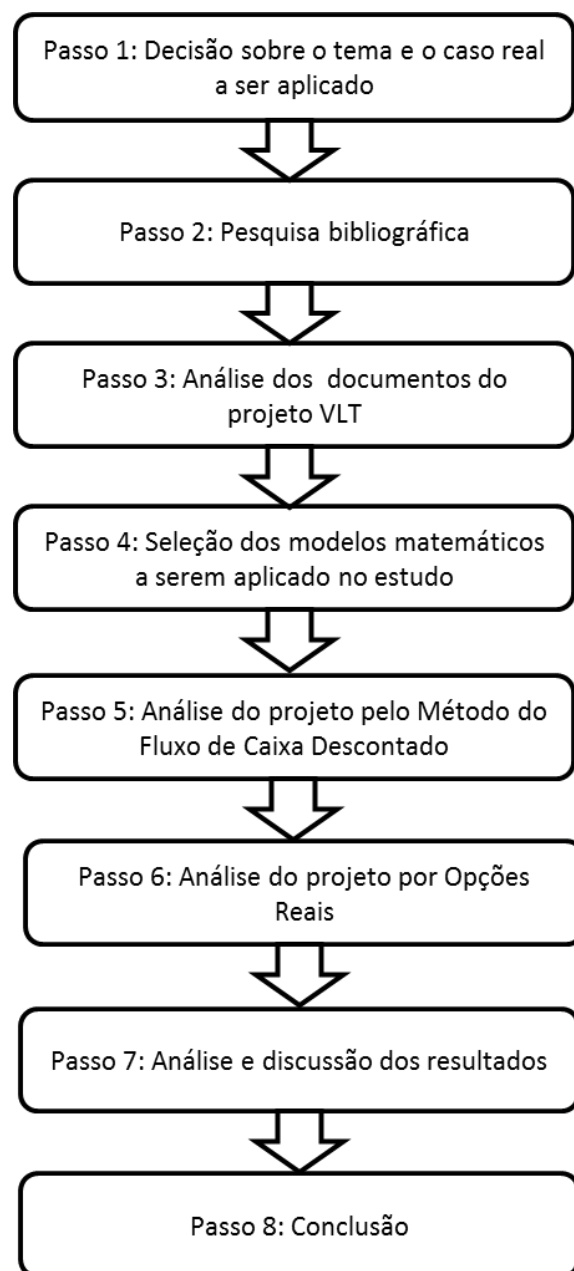 Passo 1: Decisão sobre o tema e o caso real
a ser aplicado
Passo 2: Pesquisa bibliográfica
Passo 3: Análise dos documentos do
projeto VLT
Passo 4: Seleção dos modelos matemáticos
a serem aplicado no estudo
Passo 5: Análise do projeto pelo Método do
Fluxo de Caixa Descontado
Passo 6: Análise do projeto por Opções
Reais
Passo 7: Análise e discussão dos resultados
Passo 8: Conclusão